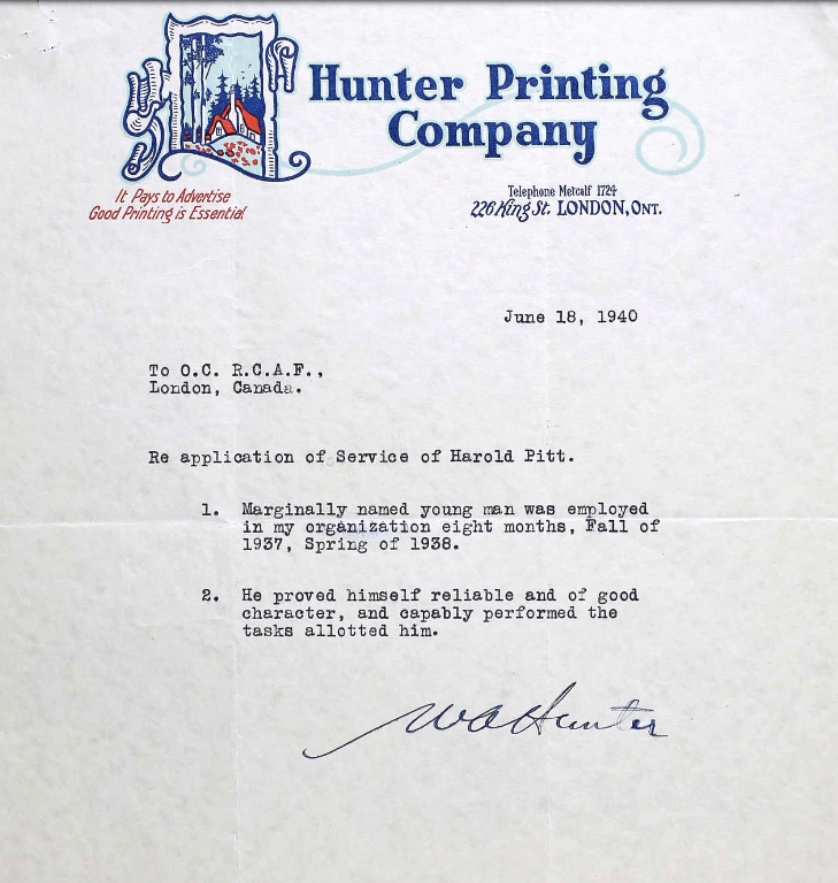 Hunter Printing
Company
It Pays to Advertise
Good Printing is Essential
Telephone Metcalf 1724
226 King St. LONDON, ONT.
June 18, 1940
To O.C. R.C.A.F.,
London, Canada.
Re application of Service of Harold Pitt.
1. Marginally named young man was employed
in my organization eight months, Fall of
1937, Spring of 1938.
2. He proved himself reliable and of good
character, and capably performed the
tasks allotted him.
WA Hunter